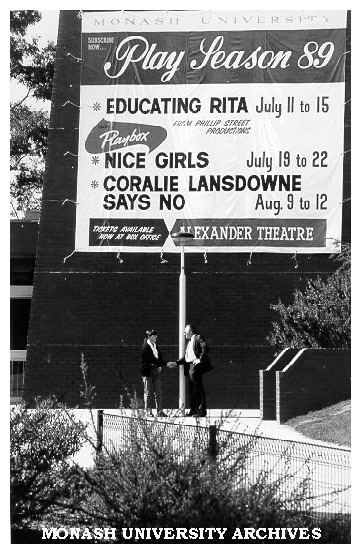 MONASH UNIVERSITY'S
SUBSCRIBE
NOW...
Play Season 89
* EDUCATING RITA July 11 to 15
FROM PHILLIP STREET
PRODUCTIONS
Playbox
* NICE GIRLS July 19 to 22
* CORALIE LANSDOWNE
SAYS NO Aug. 9 to 12
TICKETS AVAILABLE
NOW AT BOX OFFICE
ALEXANDER THEATRE
MONASH UNIVERSITY ARCHIVES